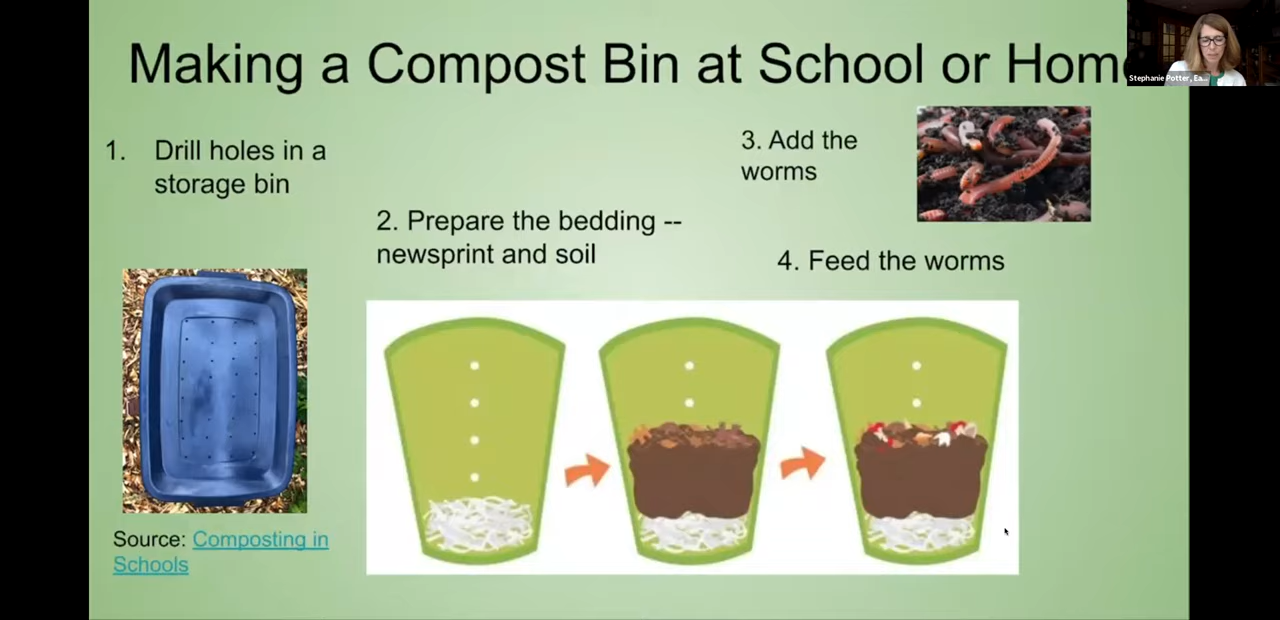 Making a Compost Bin at School or Hom
Stephanie Potter, Ea...
1. Drill holes in a
storage bin
2. Prepare the bedding --
newsprint and soil
3. Add the
worms
4. Feed the worms
Source: Composting in
Schools